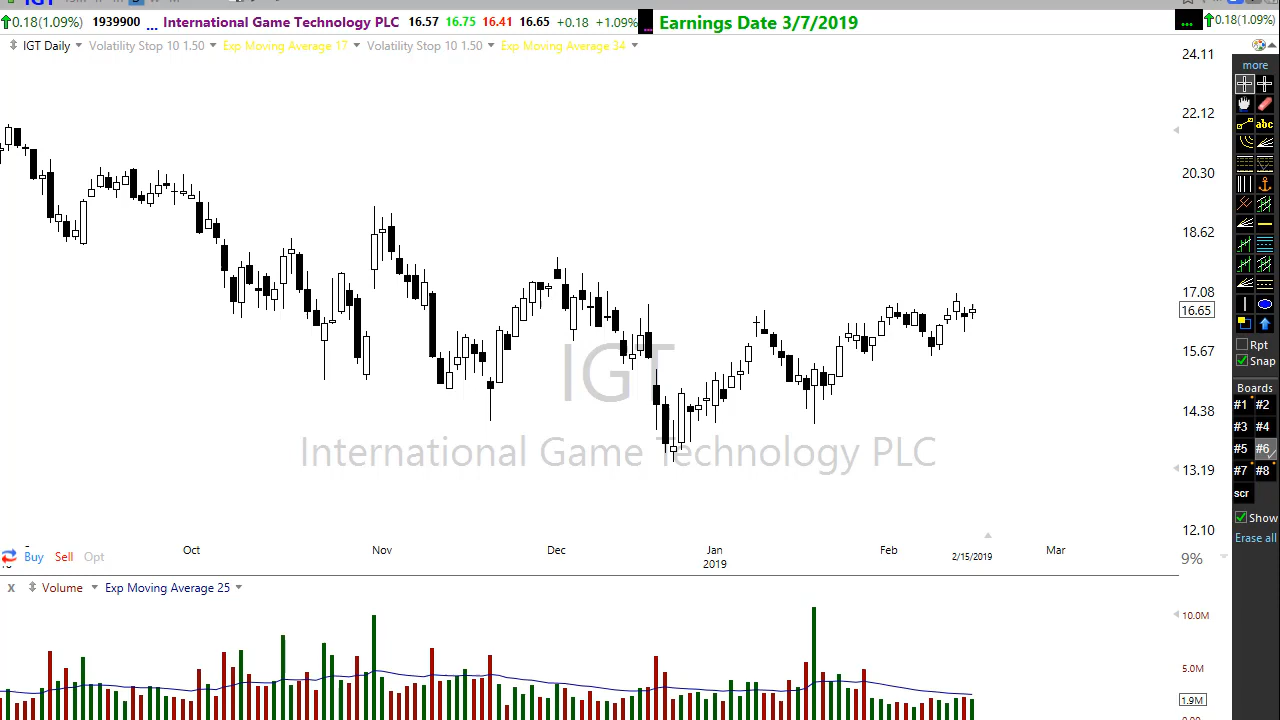 IGT
0.18(1.09%) 1939900 ... International Game Technology PLC 16.57 16.75 16.41 16.65 +0.18 +1.09% ... Earnings Date 3/7/2019 ... 0.18(1.09%)
IGT Daily Volatility Stop 10 1.50 Exp Moving Average 17 Volatility Stop 10 1.50 Exp Moving Average 34
24.11
22.12
20.30
18.62
17.08
16.65
15.67
14.38
13.19
12.10
IGT
International Game Technology PLC
more
abc
Rpt
Snap
Boards
#1 #2
#3 #4
#5 #6
#7 #8
scr
Show
Erase all
Oct Nov Dec Jan Feb 2/15/2019 Mar
2019
Buy Sell Opt 9%
x Volume Exp Moving Average 25
10.0M
5.0M
1.9M